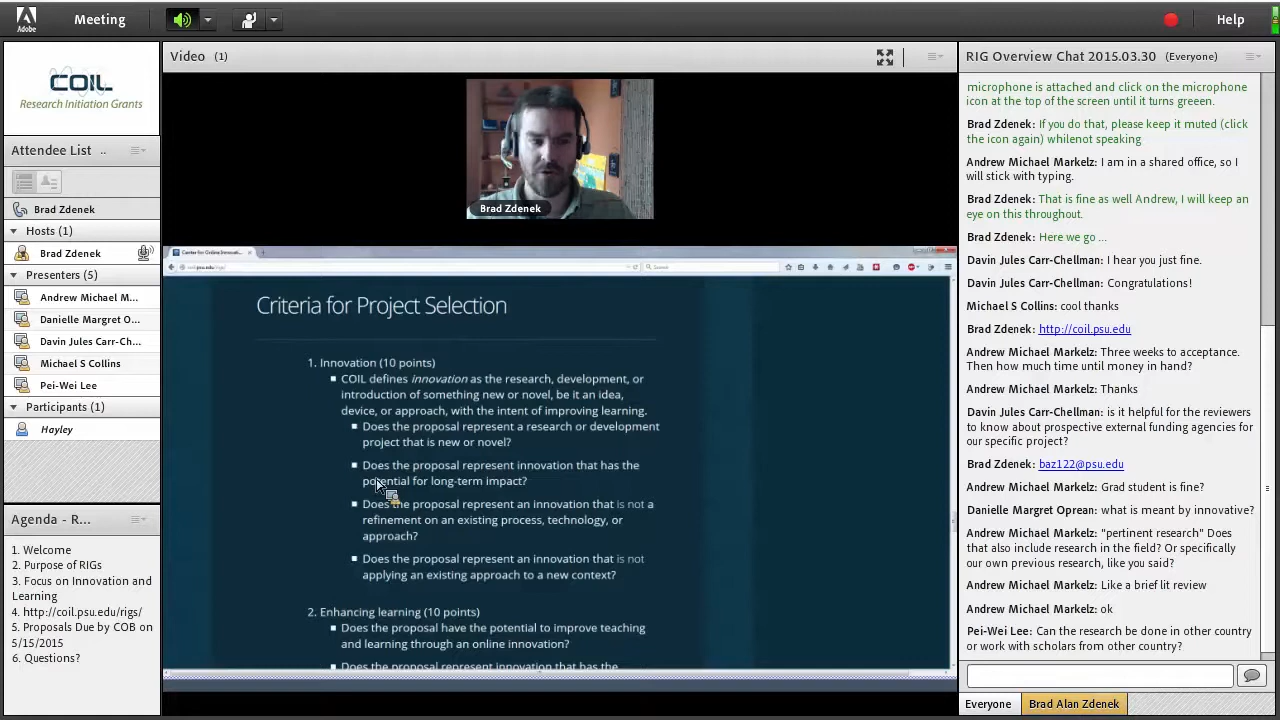 Adobe
Meeting
Help
COIL
Research Initiation Grants
Attendee List ..
Brad Zdenek
Hosts (1)
Brad Zdenek
Presenters (5)
Andrew Michael M...
Danielle Margret O...
Davin Jules Carr-Ch...
Michael S Collins
Pei-Wei Lee
Participants (1)
Hayley
Agenda - R...
1. Welcome
2. Purpose of RIGs
3. Focus on Innovation and
Learning
4. http://coil.psu.edu/rigs/
5. Proposals Due by COB on
5/15/2015
6. Questions?
Video (1)
Brad Zdenek
Criteria for Project Selection
1. Innovation (10 points)
COIL defines innovation as the research, development, or
introduction of something new or novel, be it an idea,
device, or approach, with the intent of improving learning.
Does the proposal represent a research or development
project that is new or novel?
Does the proposal represent innovation that has the
potential for long-term impact?
Does the proposal represent an innovation that is not a
refinement on an existing process, technology, or
approach?
Does the proposal represent an innovation that is not
applying an existing approach to a new context?
2. Enhancing learning (10 points)
Does the proposal have the potential to improve teaching
and learning through an online innovation?
Does the proposal represent innovation that has the
RIG Overview Chat 2015.03.30 (Everyone)
microphone is attached and click on the microphone
icon at the top of the screen until it turns greeen.
Brad Zdenek: If you do that, please keep it muted (click
the icon again) whilenot speaking
Andrew Michael Markelz: I am in a shared office, so I
will stick with typing.
Brad Zdenek: That is fine as well Andrew, I will keep an
eye on this throughout.
Brad Zdenek: Here we go ...
Davin Jules Carr-Chellman: I hear you just fine.
Davin Jules Carr-Chellman: Congratulations!
Michael S Collins: cool thanks
Brad Zdenek: http://coil.psu.edu
Andrew Michael Markelz: Three weeks to acceptance.
Then how much time until money in hand?
Andrew Michael Markelz: Thanks
Davin Jules Carr-Chellman: is it helpful for the reviewers
to know about prospective external funding agencies for
our specific project?
Brad Zdenek: baz122@psu.edu
Andrew Michael Markelz: Grad student is fine?
Danielle Margret Oprean: what is meant by innovative?
Andrew Michael Markelz: "pertinent research" Does
that also include research in the field? Or specifically
our own previous research, like you said?
Andrew Michael Markelz: Like a brief lit review
Andrew Michael Markelz: ok
Pei-Wei Lee: Can the research be done in other country
or work with scholars from other country?
Everyone
Brad Alan Zdenek